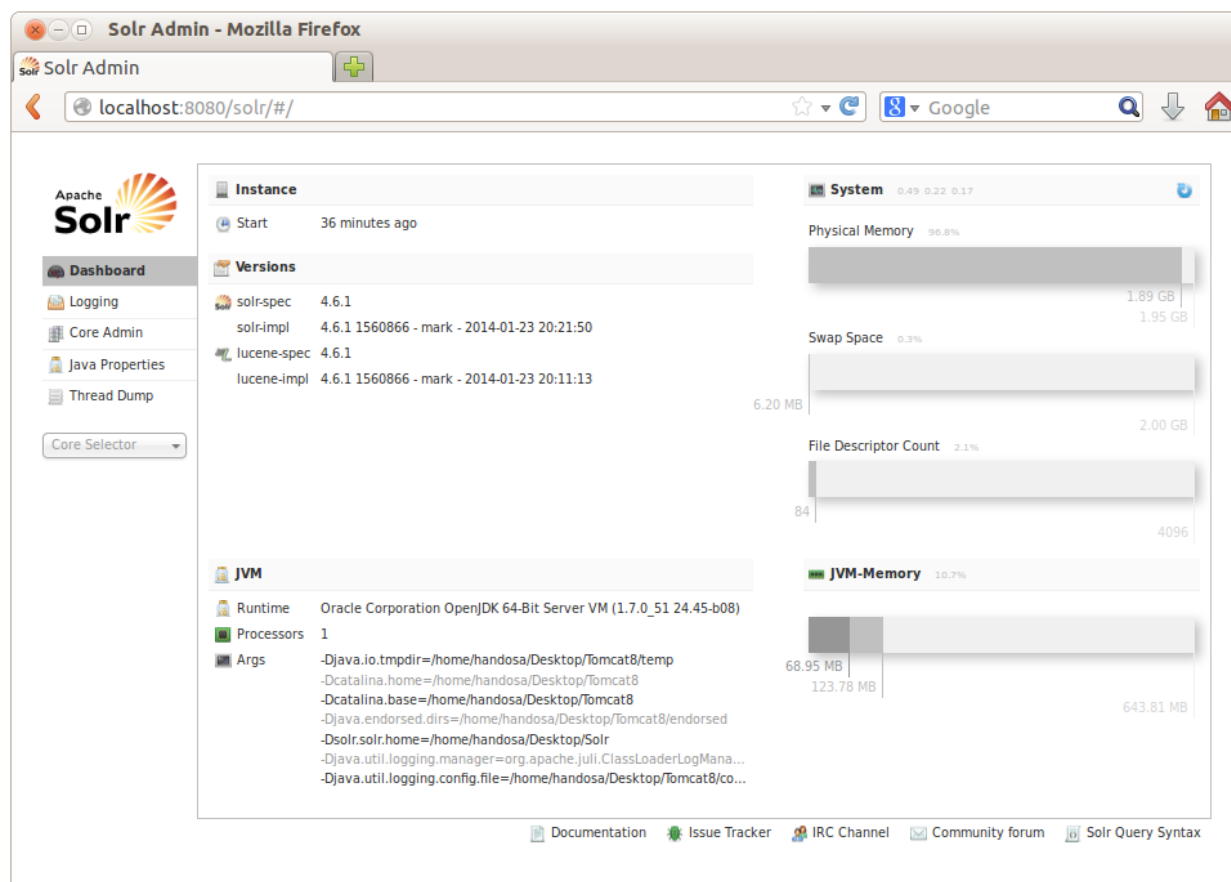 Solr Admin - Mozilla Firefox
Solr Admin
localhost:8080/solr/#/
Google
Apache
Solr
Dashboard
Logging
Core Admin
Java Properties
Thread Dump
Core Selector
Instance
Start 36 minutes ago
Versions
solr-spec 4.6.1
solr-impl 4.6.1 1560866 - mark - 2014-01-23 20:21:50
lucene-spec 4.6.1
lucene-impl 4.6.1 1560866 - mark - 2014-01-23 20:11:13
JVM
Runtime Oracle Corporation OpenJDK 64-Bit Server VM (1.7.0_51 24.45-b08)
Processors 1
Args -Djava.io.tmpdir=/home/handosa/Desktop/Tomcat8/temp
-Dcatalina.home=/home/handosa/Desktop/Tomcat8
-Dcatalina.base=/home/handosa/Desktop/Tomcat8
-Djava.endorsed.dirs=/home/handosa/Desktop/Tomcat8/endorsed
-Dsolr.solr.home=/home/handosa/Desktop/Solr
-Djava.util.logging.manager=org.apache.juli.ClassLoaderLogMana...
-Djava.util.logging.config.file=/home/handosa/Desktop/Tomcat8/co...
System 0.49 0.22 0.17
Physical Memory 96.8%
1.89 GB
1.95 GB
Swap Space 0.3%
6.20 MB
2.00 GB
File Descriptor Count 2.1%
84
4096
JVM-Memory 10.7%
68.95 MB
123.78 MB
643.81 MB
Documentation Issue Tracker IRC Channel Community forum Solr Query Syntax